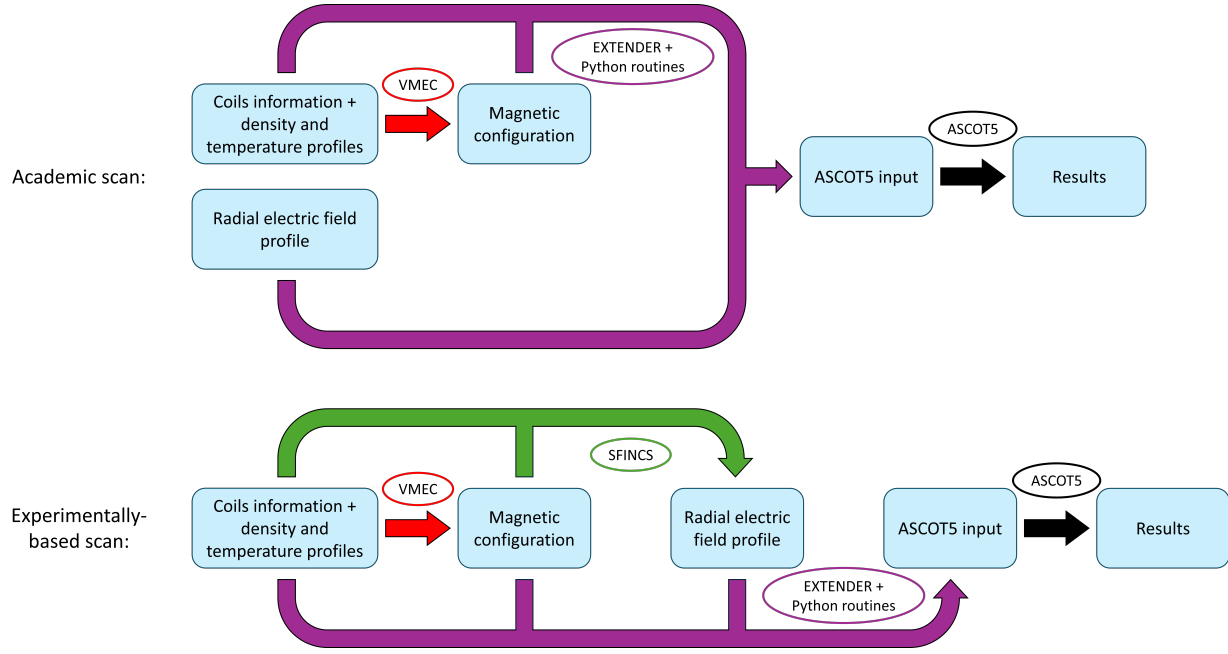 EXTENDER +
Python routines
VMEC
Coils information +
density and
temperature profiles
Magnetic
configuration
ASCOT5
Academic scan:
ASCOT5 input
Results
Radial electric field
profile
SFINCS
VMEC
ASCOT5
Experimentally-
based scan:
Coils information +
density and
temperature profiles
Magnetic
configuration
Radial electric
field profile
ASCOT5 input
Results
EXTENDER +
Python routines